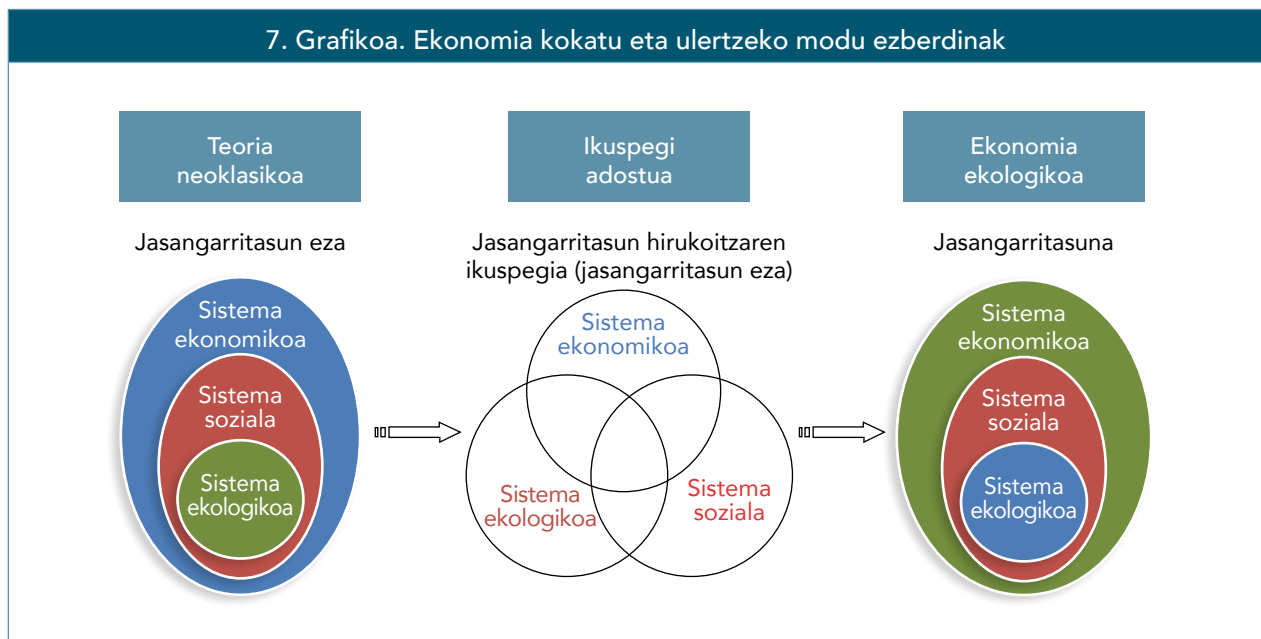 7. Grafikoa. Ekonomia kokatu eta ulertzeko modu ezberdinak
Teoria
neoklasikoa
Jasangarritasun eza
Sistema
ekonomikoa
Sistema
soziala
Sistema
ekologikoa
Ikuspegi
adostua
Jasangarritasun hirukoitzaren
ikuspegia (jasangarritasun eza)
Sistema
ekonomikoa
Sistema
ekologikoa
Sistema
soziala
Ekonomia
ekologikoa
Jasangarritasuna
Sistema
ekonomikoa
Sistema
soziala
Sistema
ekologikoa